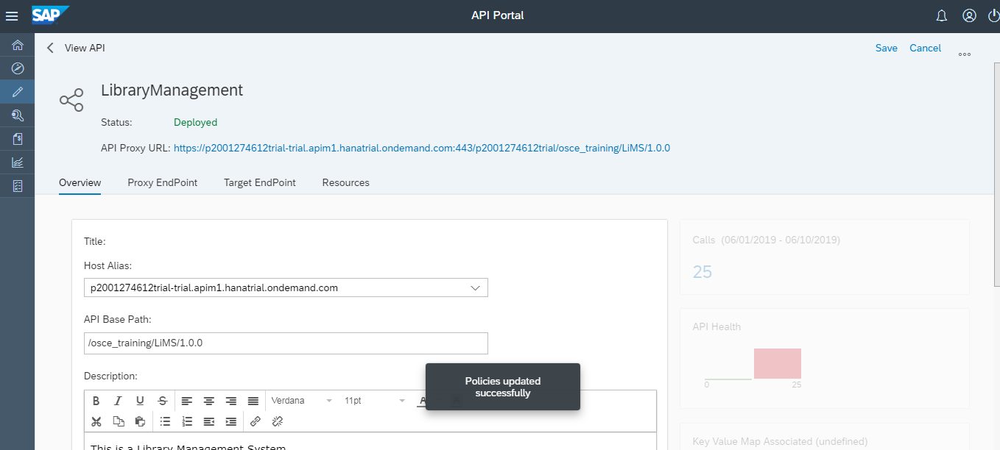 SAP
API Portal
View API
Save Cancel
LibraryManagement
Status: Deployed
API Proxy URL: https://p2001274612trial-trial.apim1.hanatrial.ondemand.com:443/p2001274612trial/osce_training/LiMS/1.0.0
Overview Proxy EndPoint Target EndPoint Resources
Title:
Host Alias:
p2001274612trial-trial.apim1.hanatrial.ondemand.com
API Base Path:
/osce_training/LiMS/1.0.0
Description:
B I U S Verdana 11pt A
This is a Library Management System
Policies updated
successfully
Calls (06/01/2019 - 06/10/2019)
25
API Health
0 25
Key Value Map Associated (undefined)